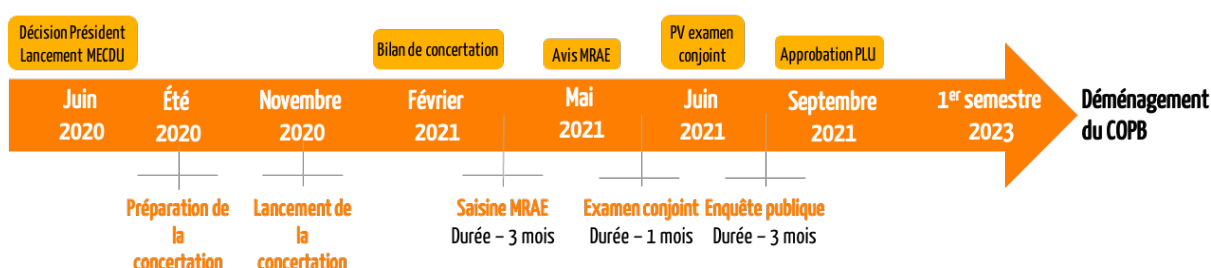 Décision Président
Lancement MECDU
Bilan de concertation
Avis MRAE
PV examen
conjoint
Approbation PLU
Juin
2020
Été
2020
Novembre
2020
Février
2021
Mai
2021
Juin
2021
Septembre
2021
1er semestre
2023
Déménagement
du COPB
Préparation de
la
concertation
Lancement de
la
concertation
Saisine MRAE
Durée – 3 mois
Examen conjoint
Durée – 1 mois
Enquête publique
Durée – 3 mois